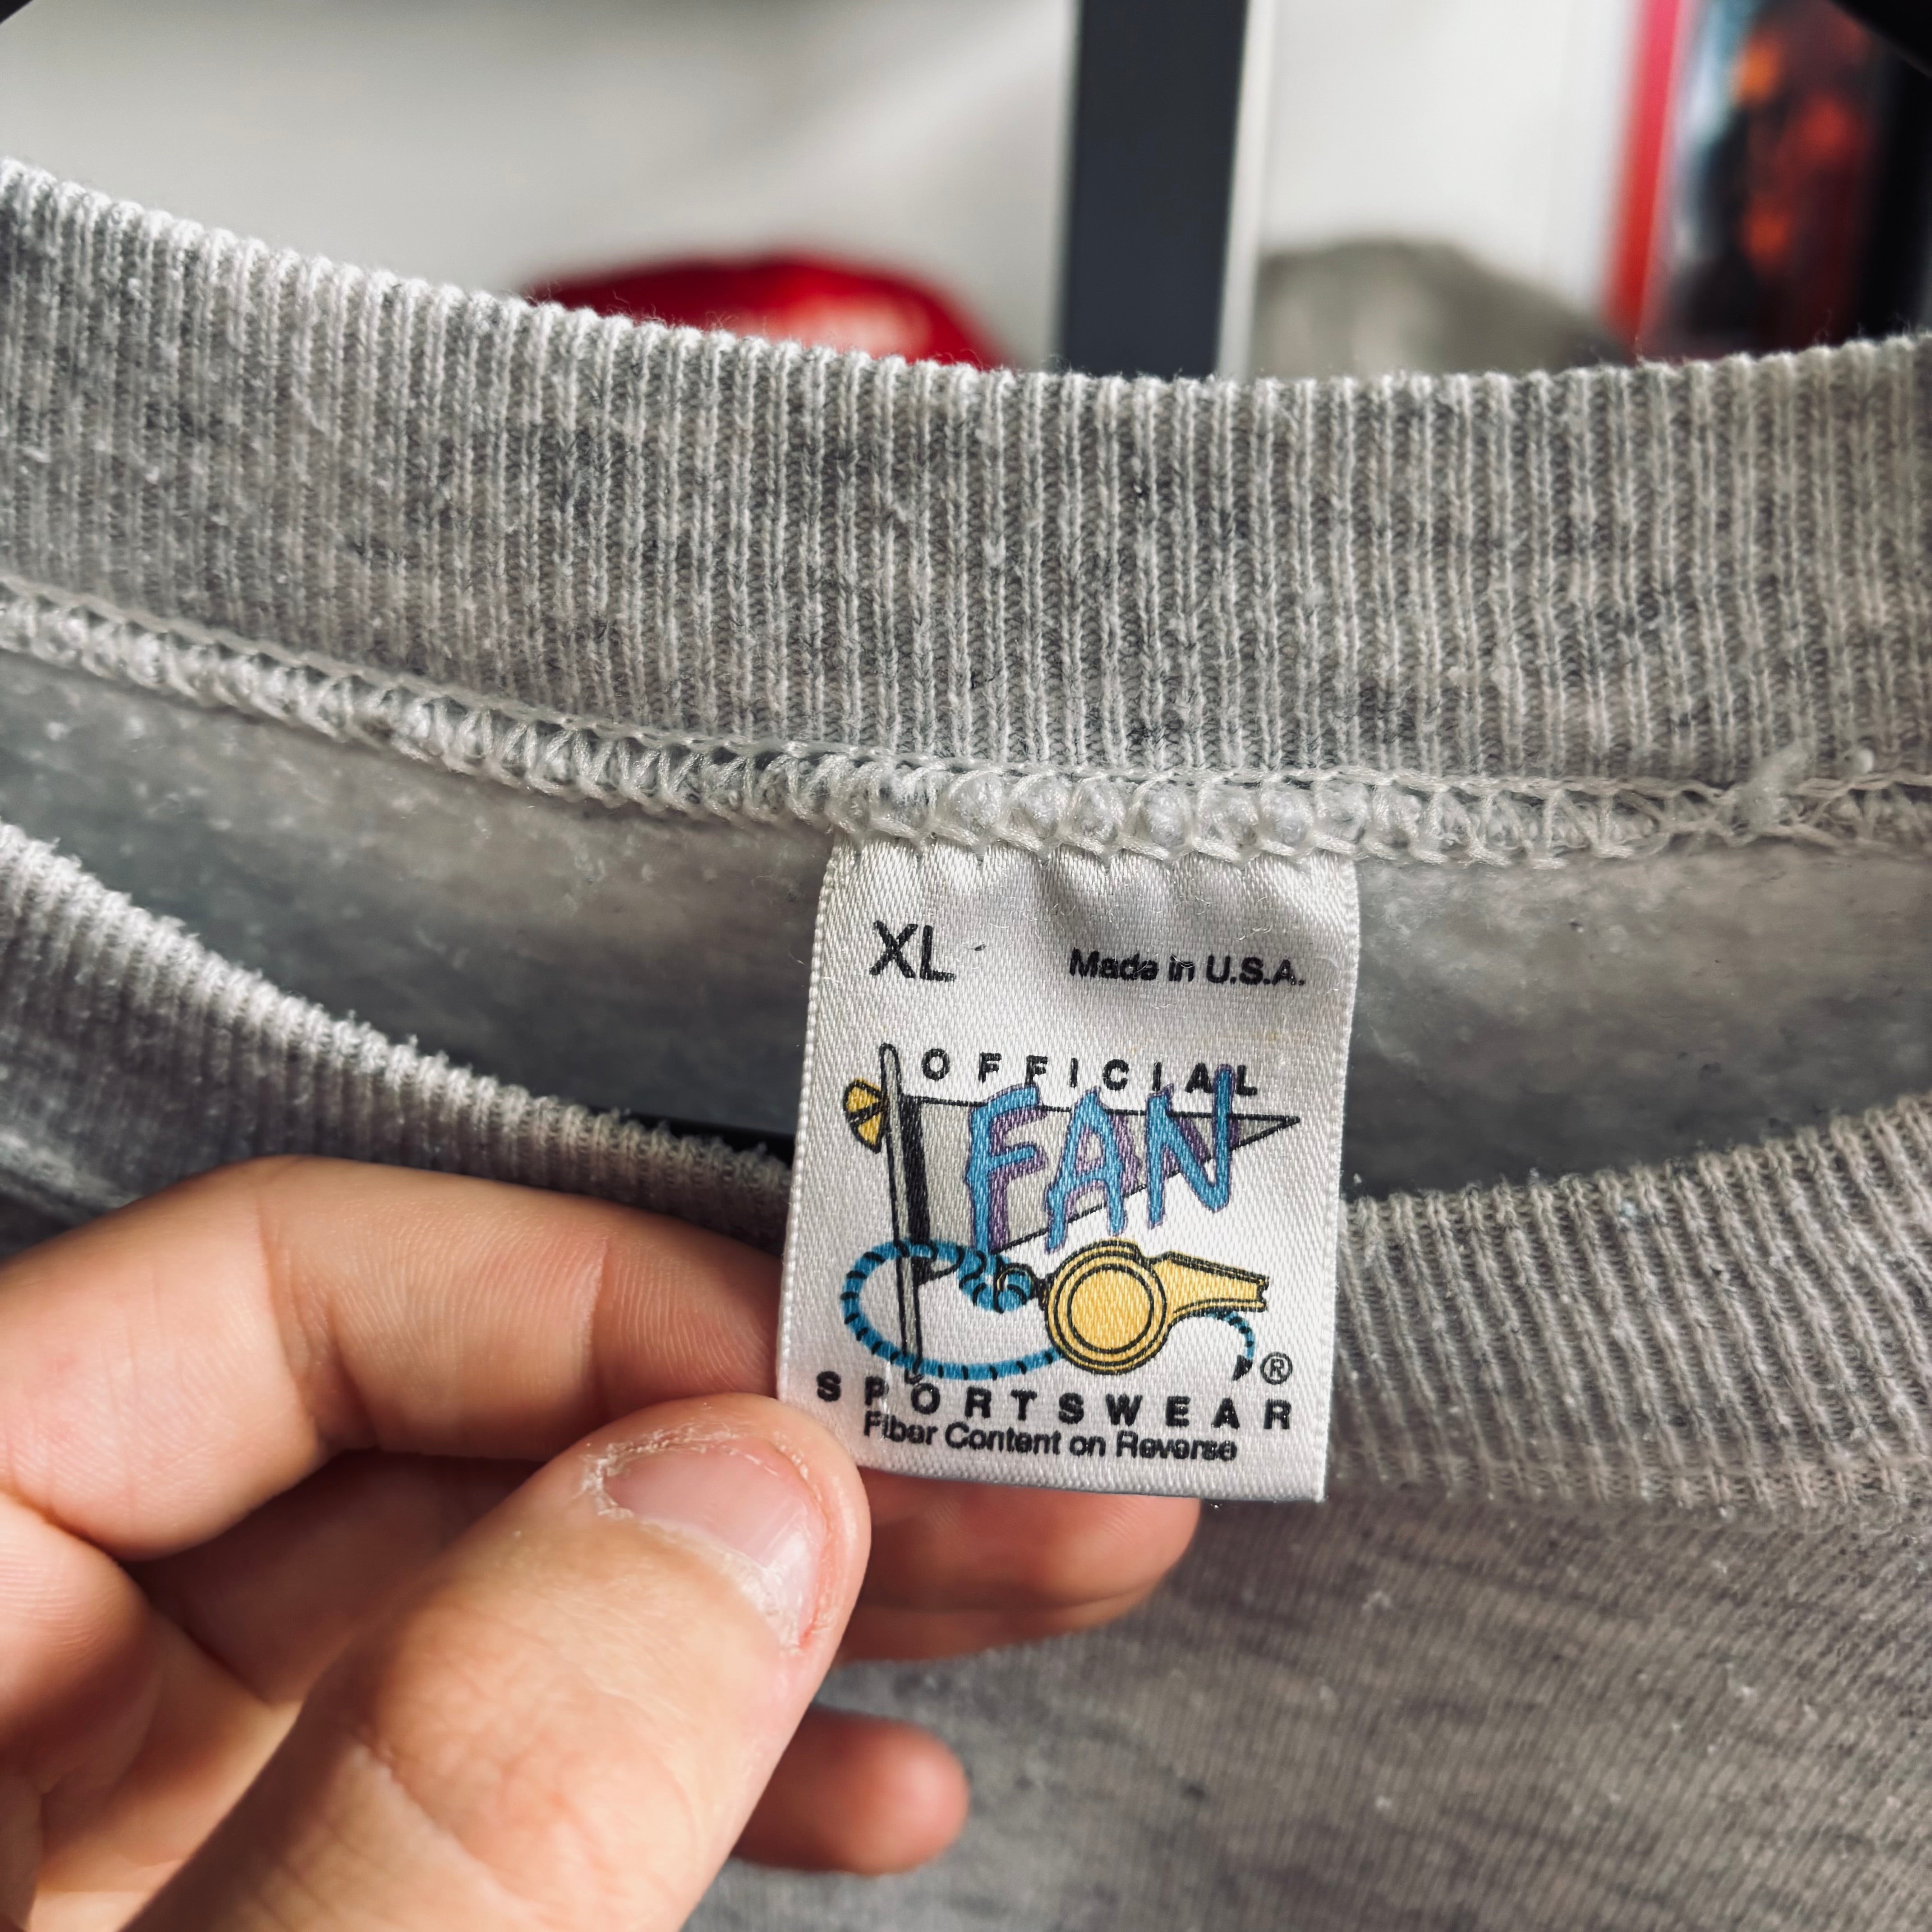 XL Made in U.S.A.
OFFICIAL
FAN
®
SPORTSWEAR
Fiber Content on Reverse